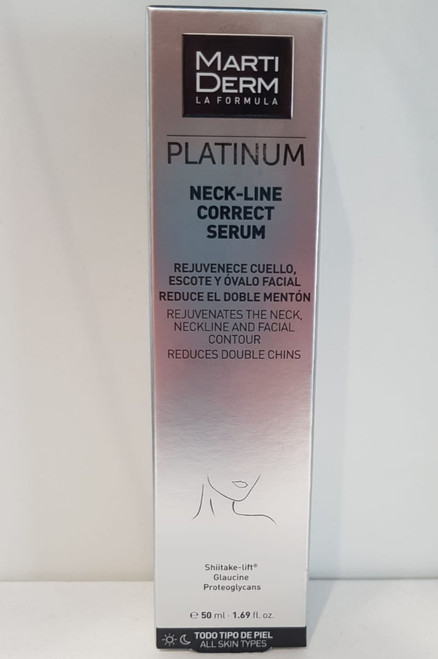 MARTI
DERM
LA FORMULA
PLATINUM
NECK-LINE
CORRECT
SERUM
REJUVENECE CUELLO,
ESCOTE Y ÓVALO FACIAL
REDUCE EL DOBLE MENTÓN
REJUVENATES THE NECK,
NECKLINE AND FACIAL
CONTOUR
REDUCES DOUBLE CHINS
Shiitake-lift®
Glaucine
Proteoglycans
℮ 50 ml · 1.69 fl. oz.
TODO TIPO DE PIEL
ALL SKIN TYPES